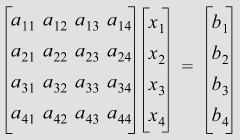 a₁₁ a₁₂ a₁₃ a₁₄ x₁ b₁
a₂₁ a₂₂ a₂₃ a₂₄ x₂ = b₂
a₃₁ a₃₂ a₃₃ a₃₄ x₃ b₃
a₄₁ a₄₂ a₄₃ a₄₄ x₄ b₄